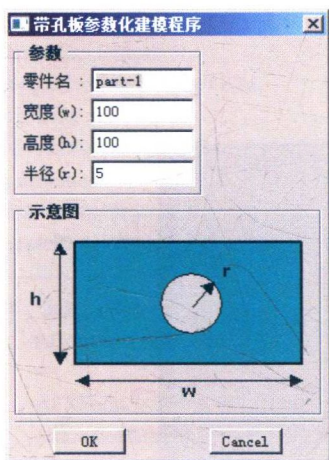 带孔板参数化建模程序
参数
零件名 : part-1
宽度(w): 100
高度(h): 100
半径(r): 5
示意图
r
h
w
OK Cancel